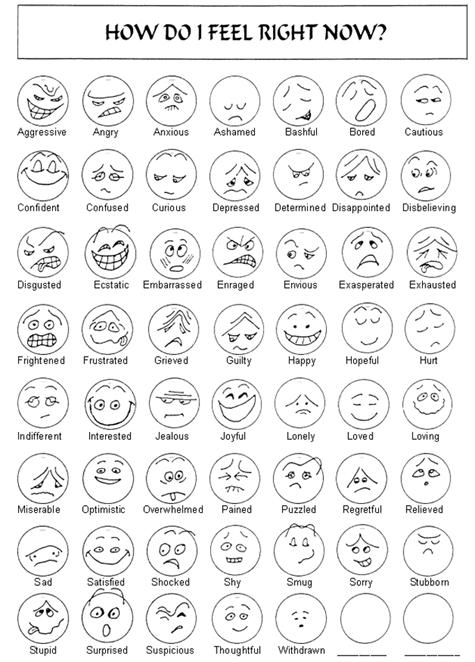 HOW DO I FEEL RIGHT NOW?
Aggressive Angry Anxious Ashamed Bashful Bored Cautious
Confident Confused Curious Depressed Determined Disappointed Disbelieving
Disgusted Ecstatic Embarrassed Enraged Envious Exasperated Exhausted
Frightened Frustrated Grieved Guilty Happy Hopeful Hurt
Indifferent Interested Jealous Joyful Lonely Loved Loving
Miserable Optimistic Overwhelmed Pained Puzzled Regretful Relieved
Sad Satisfied Shocked Shy Smug Sorry Stubborn
Stupid Surprised Suspicious Thoughtful Withdrawn